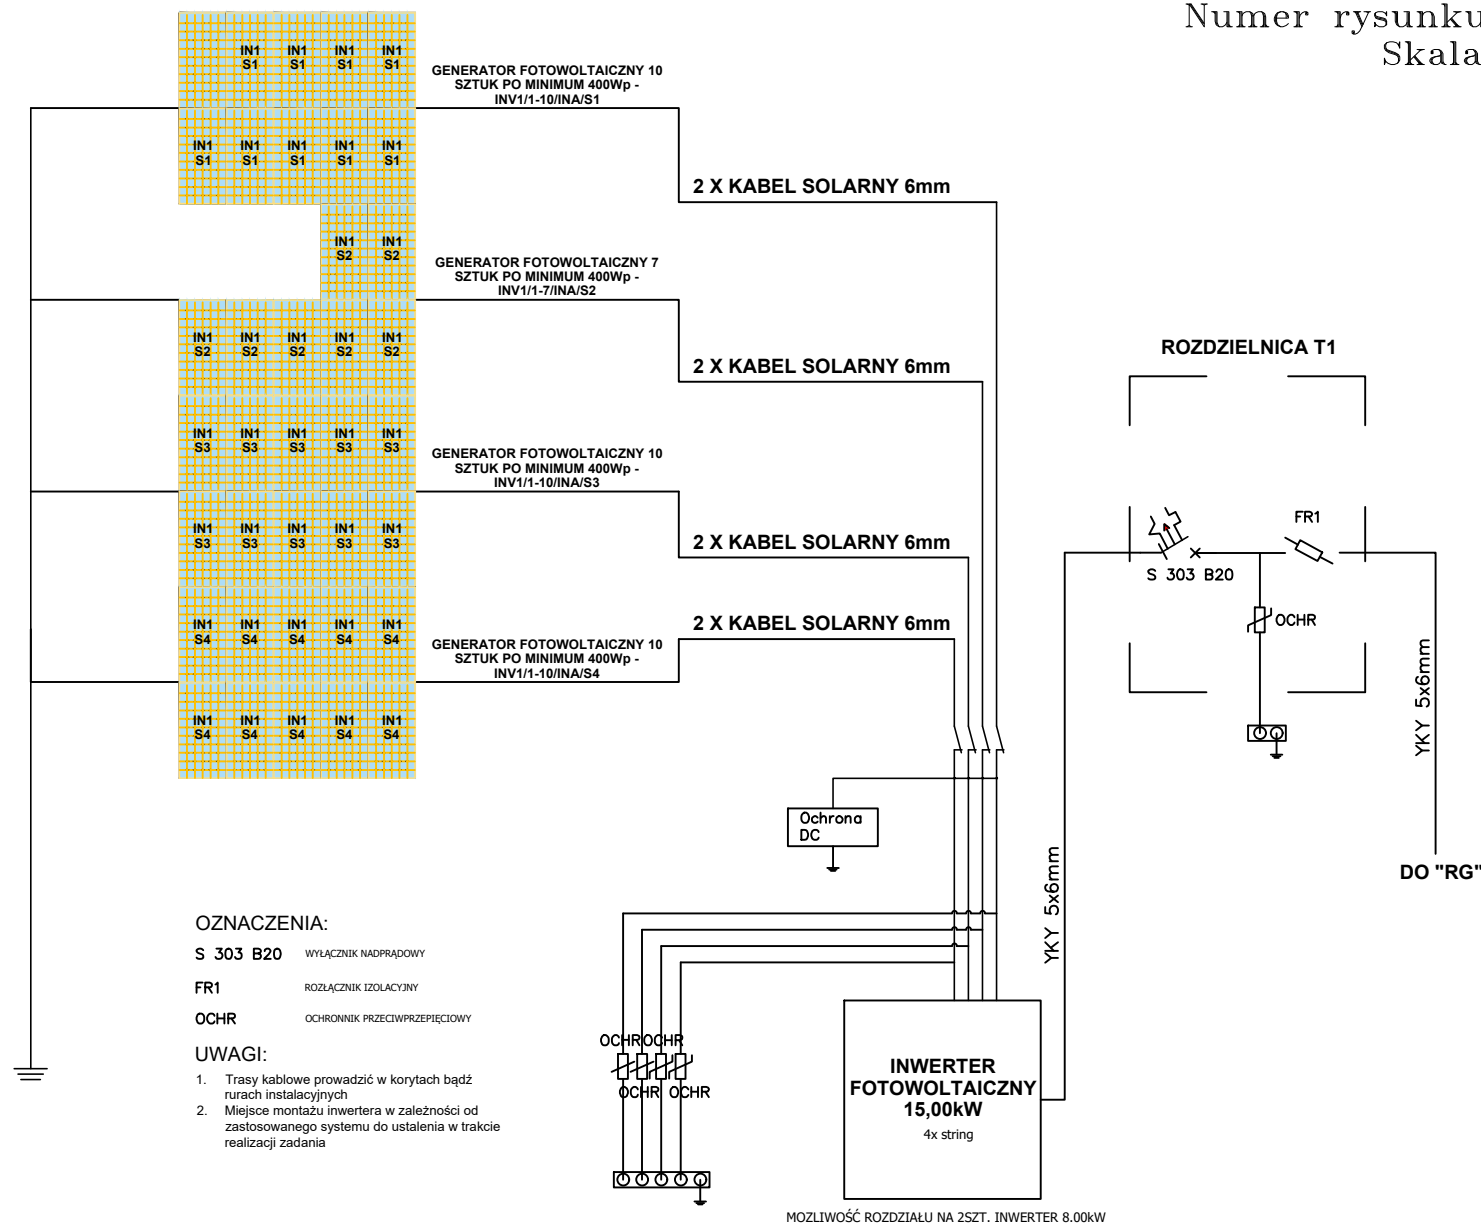 Numer rysunku
Skala
IN1 IN1 IN1 IN1
S1 S1 S1 S1
GENERATOR FOTOWOLTAICZNY 10
SZTUK PO MINIMUM 400Wp -
INV1/1-10/INA/S1
IN1 IN1 IN1 IN1 IN1
S1 S1 S1 S1 S1
2 X KABEL SOLARNY 6mm
IN1 IN1
S2 S2
GENERATOR FOTOWOLTAICZNY 7
SZTUK PO MINIMUM 400Wp -
INV1/1-7/INA/S2
IN1 IN1 IN1 IN1 IN1
S2 S2 S2 S2 S2
2 X KABEL SOLARNY 6mm
IN1 IN1 IN1 IN1 IN1
S3 S3 S3 S3 S3
GENERATOR FOTOWOLTAICZNY 10
SZTUK PO MINIMUM 400Wp -
INV1/1-10/INA/S3
IN1 IN1 IN1 IN1 IN1
S3 S3 S3 S3 S3
2 X KABEL SOLARNY 6mm
IN1 IN1 IN1 IN1 IN1
S4 S4 S4 S4 S4
2 X KABEL SOLARNY 6mm
GENERATOR FOTOWOLTAICZNY 10
SZTUK PO MINIMUM 400Wp -
INV1/1-10/INA/S4
IN1 IN1 IN1 IN1 IN1
S4 S4 S4 S4 S4
ROZDZIELNICA T1
FR1
S 303 B20
OCHR
YKY 5x6mm
DO "RG"
YKY 5x6mm
Ochrona
DC
OZNACZENIA:
S 303 B20 WYŁĄCZNIK NADPRĄDOWY
FR1 ROZŁĄCZNIK IZOLACYJNY
OCHR OCHRONNIK PRZECIWPRZEPIĘCIOWY
UWAGI:
1. Trasy kablowe prowadzić w korytach bądź
rurach instalacyjnych
2. Miejsce montażu inwertera w zależności od
zastosowanego systemu do ustalenia w trakcie
realizacji zadania
OCHR OCHR
OCHR OCHR
INWERTER
FOTOWOLTAICZNY
15,00kW
4x string
MOZLIWOŚĆ ROZDZIAŁU NA 2SZT. INWERTER 8.00kW